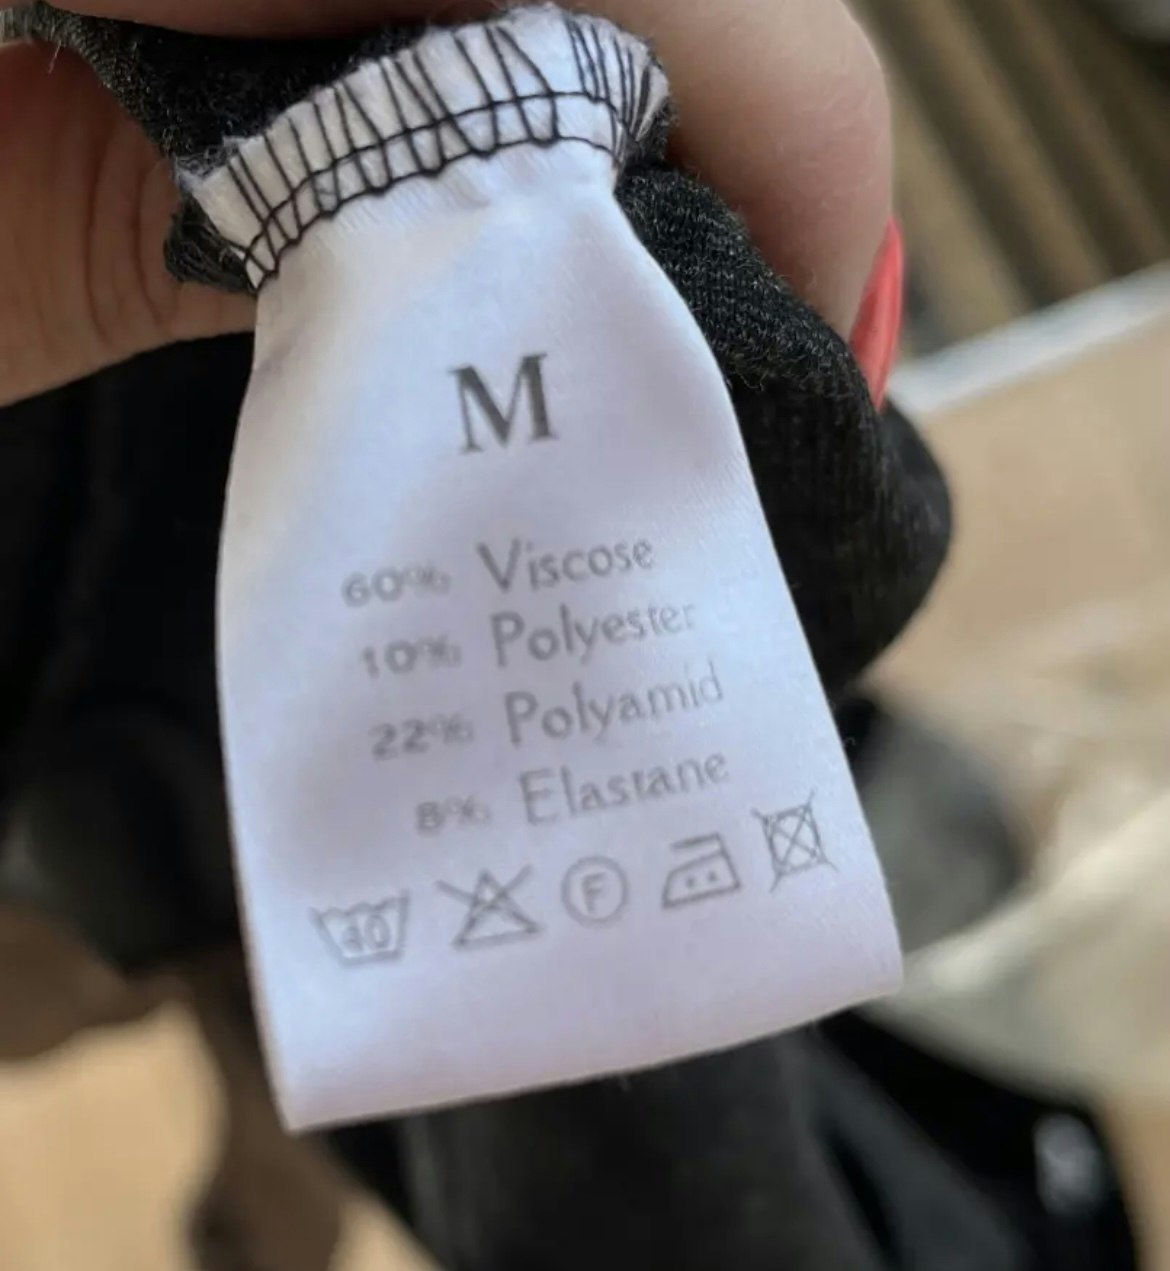 M
60% Viscose
10% Polyester
22% Polyamid
8% Elastane
40 F